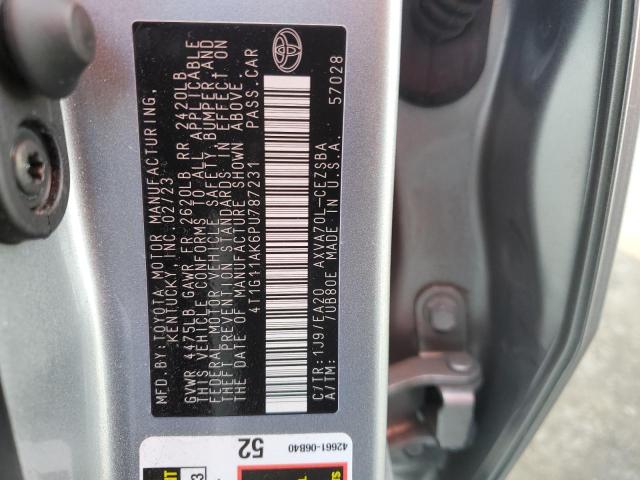 MFD.BY:TOYOTA MOTOR MANUFACTURING,
KENTUCKY, INC.02/23
GVWR 4475LB GAWR FR 2620LB RR 2420LB
THIS VEHICLE CONFORMS TO ALL APPLICABLE
FEDERAL MOTOR VEHICLE SAFETY, BUMPER, AND
THEFT PREVENTION STANDARDS IN EFFECT ON
THE DATE OF MANUFACTURE SHOWN ABOVE.
4T1G11AK6PU787231 PASS.CAR
C/TR:1J9/EA20 AXVA70L-CEZSBA
A/TM: 7UB80E MADE IN U.S.A. 57028
52
42661-06B40